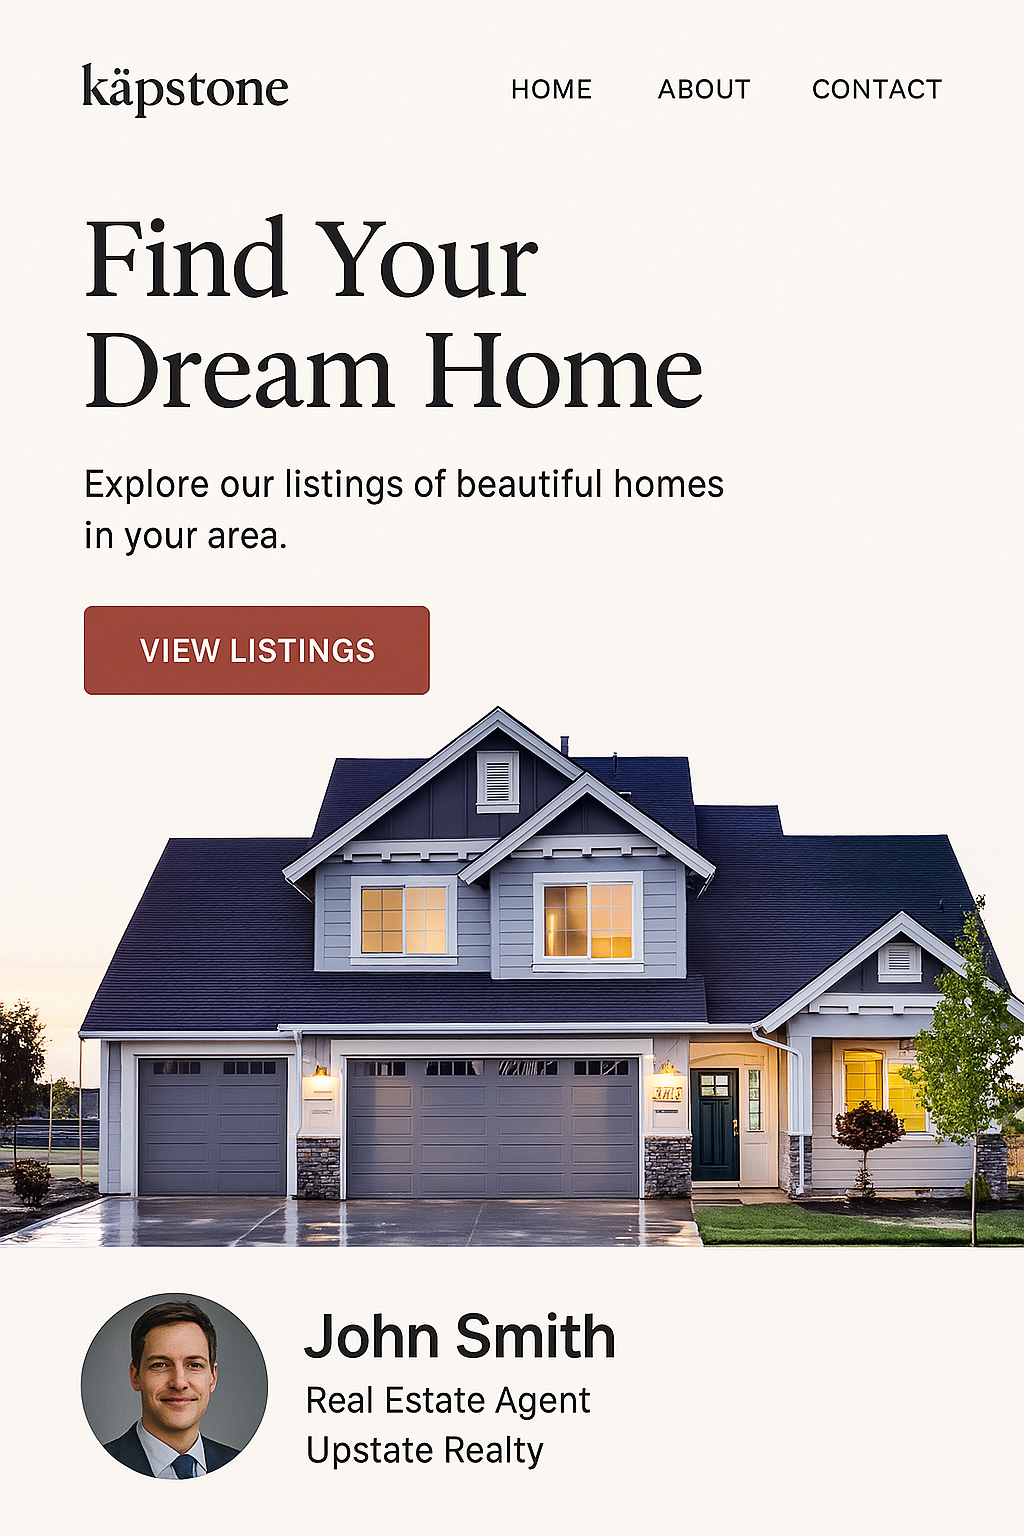 käpstone
HOME ABOUT CONTACT
Find Your
Dream Home
Explore our listings of beautiful homes
in your area.
VIEW LISTINGS
John Smith
Real Estate Agent
Upstate Realty